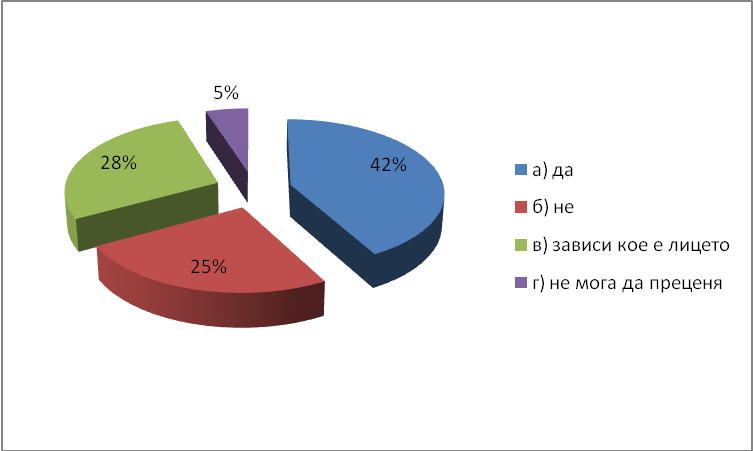 5%
28%
42%
25%
а) да
б) не
в) зависи кое е лицето
г) не мога да преценя